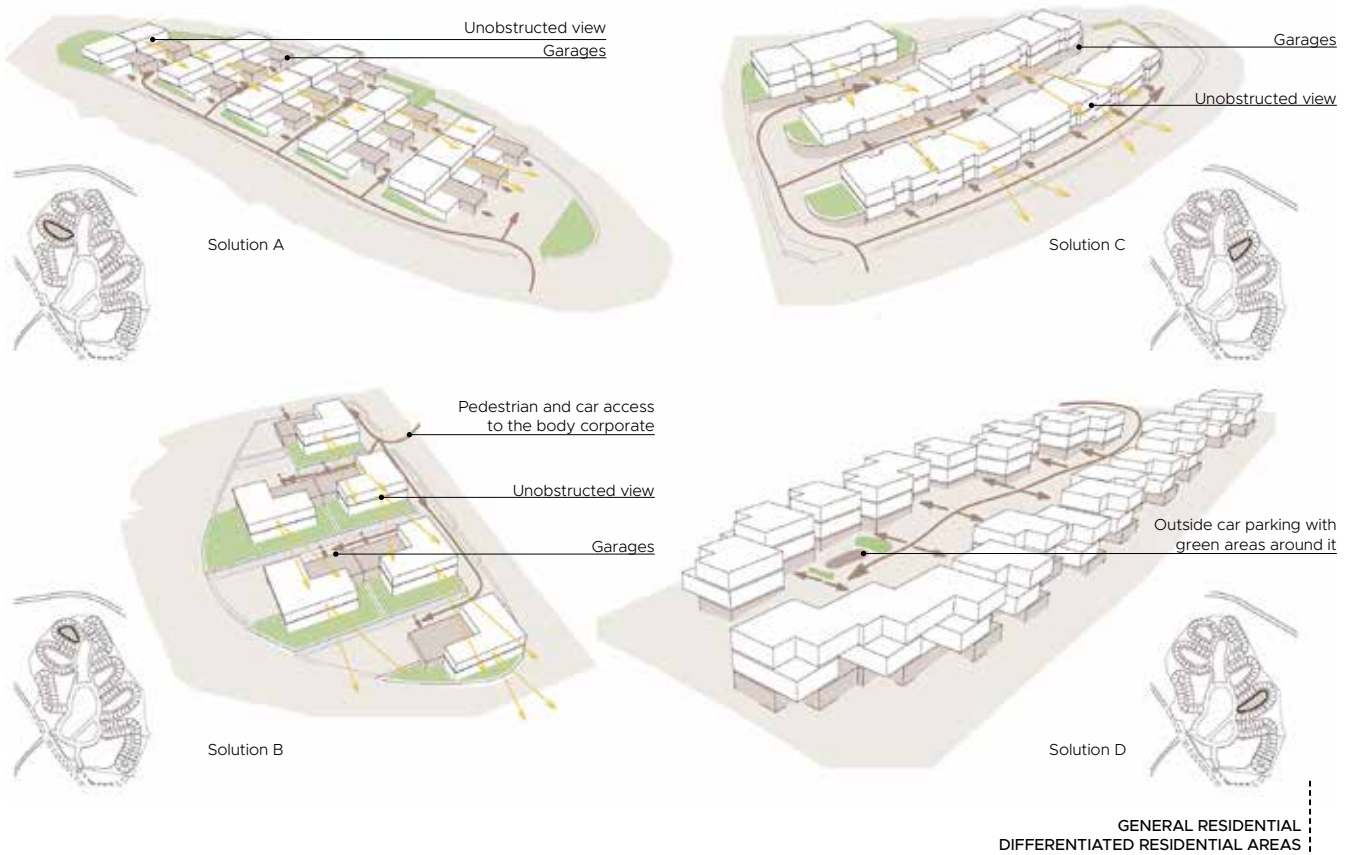 Unobstructed view
Garages
Solution A
Garages
Unobstructed view
Solution C
Pedestrian and car access
to the body corporate
Unobstructed view
Garages
Solution B
Outside car parking with
green areas around it
Solution D
GENERAL RESIDENTIAL
DIFFERENTIATED RESIDENTIAL AREAS